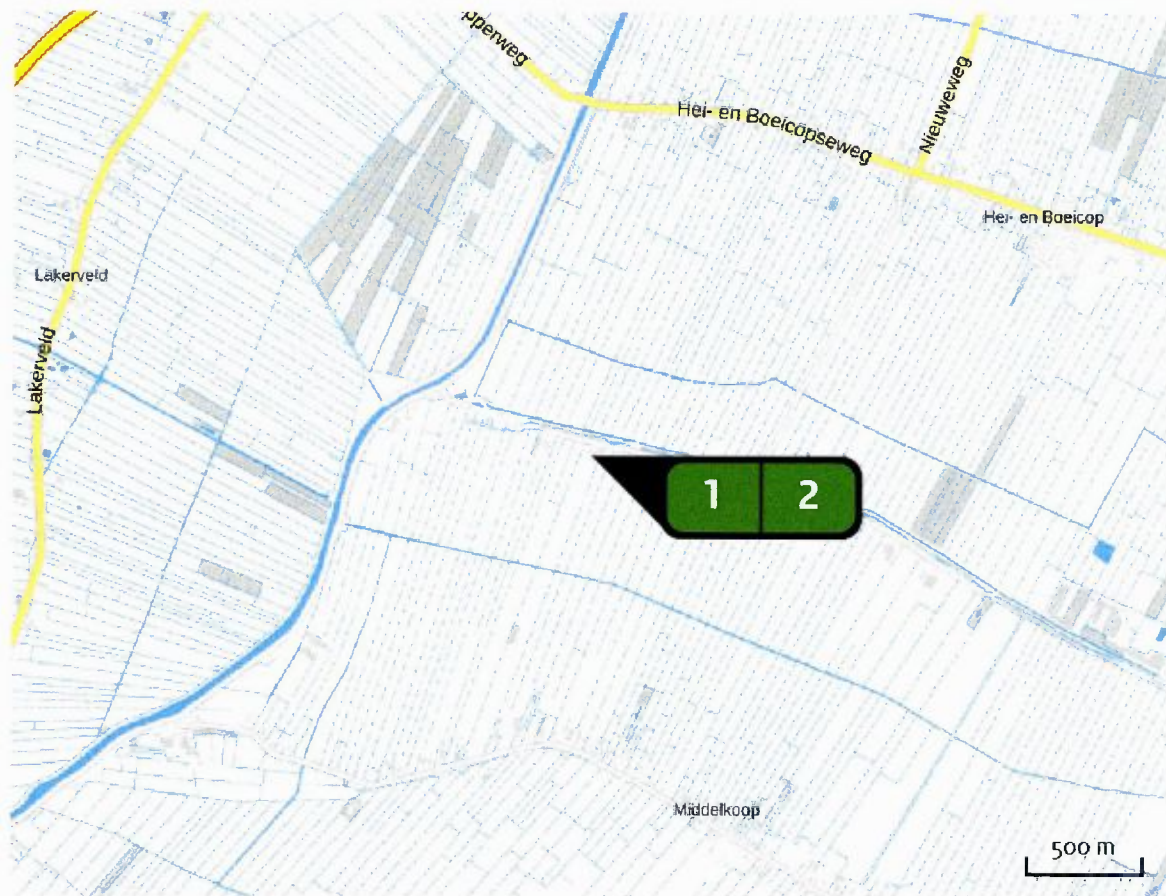 pperweg
Hei- en Boeicopseweg
Nieuweweg
Hei- en Boeicop
Lakerveld
Lakerveld
1 2
Middelkoop
500 m